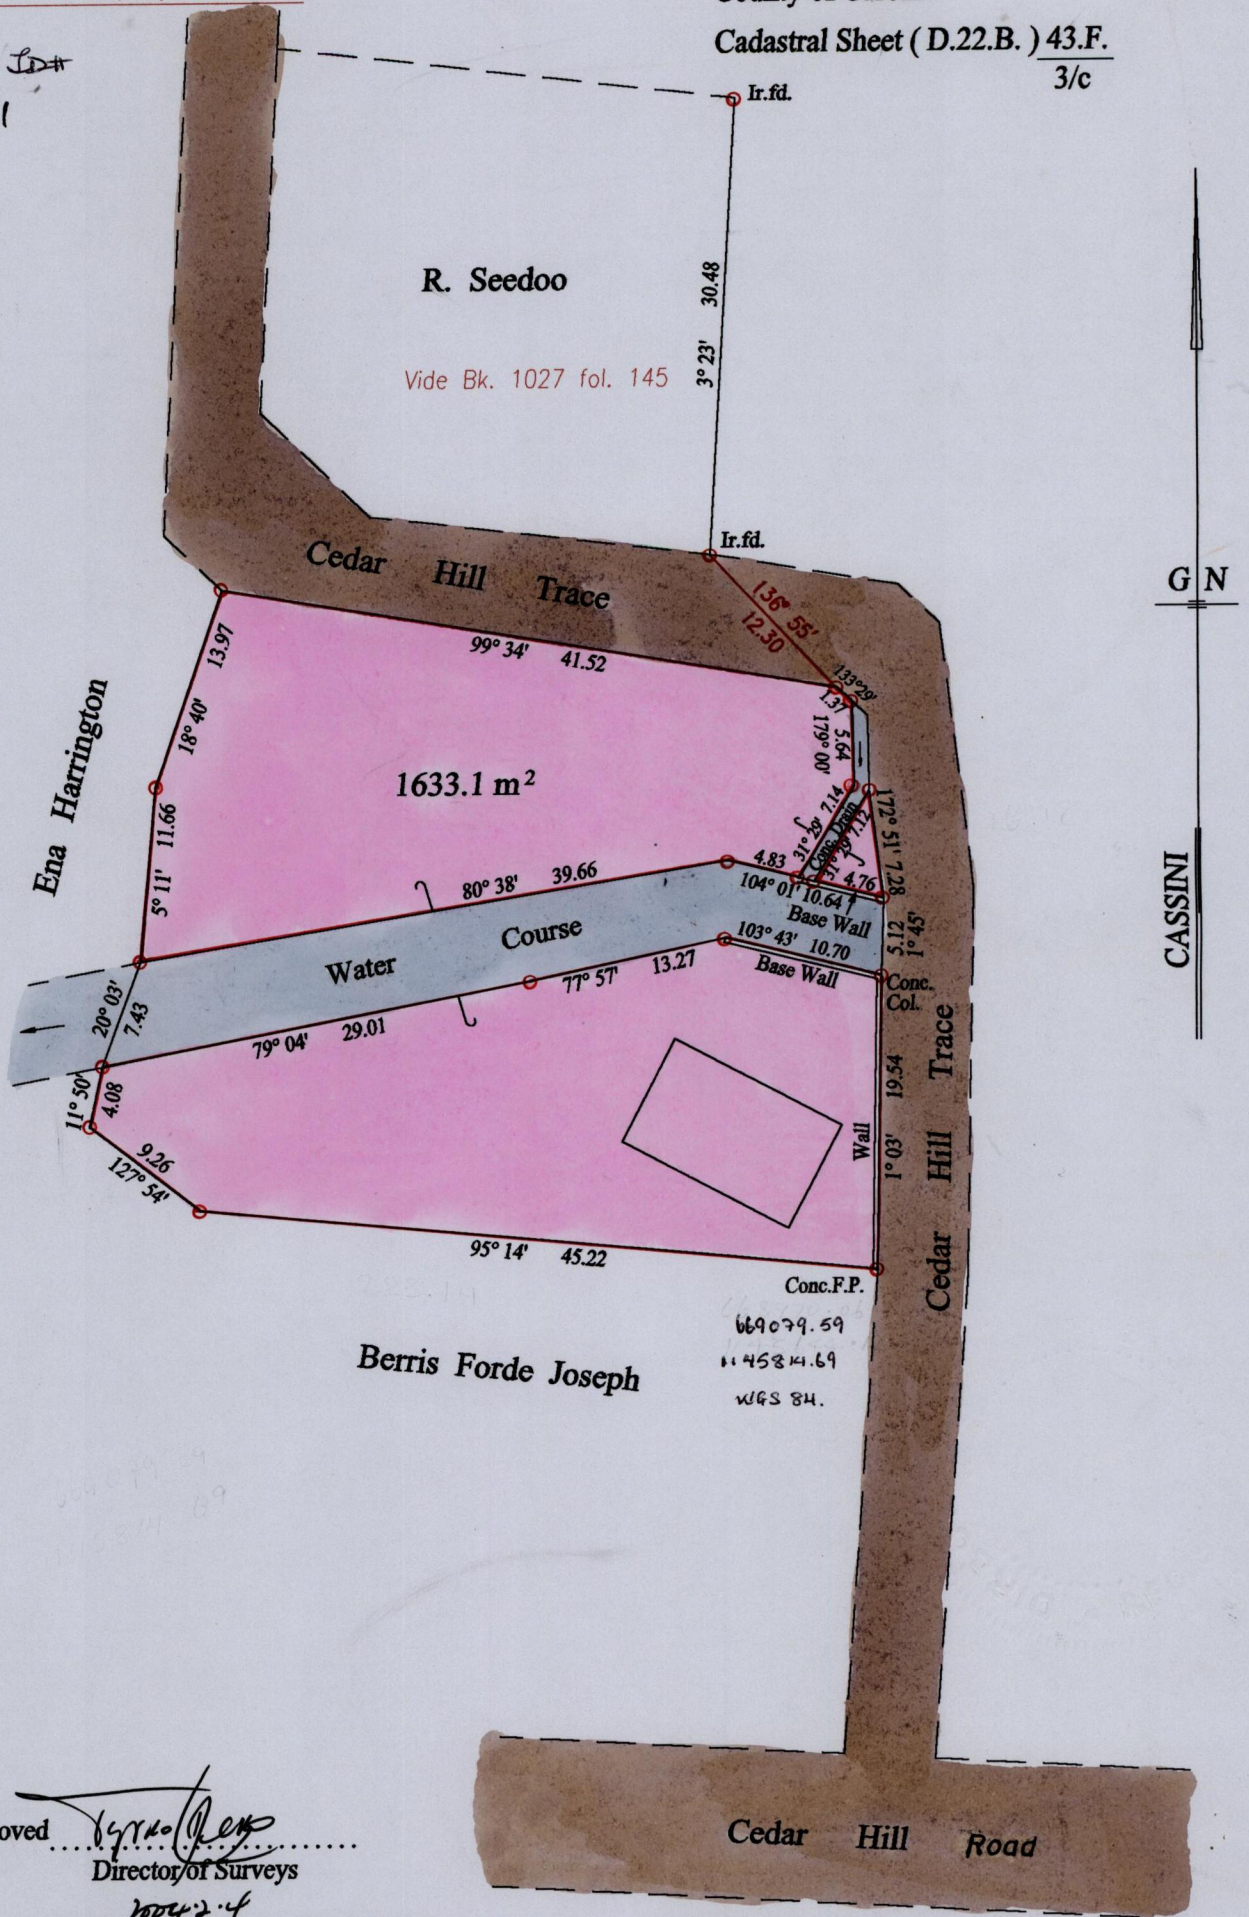 Cadastral Sheet ( D.22.B. ) 43.F.
3/c
Ir.fd.
R. Seedoo
30.48
3° 23'
Vide Bk. 1027 fol. 145
Ir.fd.
Cedar Hill Trace
136° 55'
12.30
G N
CASSINI
13.97
18° 40'
99° 34' 41.52
133° 29'
1.37
5.64
179° 00'
Ena Harrington
1633.1 m²
11.66
5° 11'
31° 29' 7.14
Conc. Drain
31° 29' 7.12
172° 51' 7.28
80° 38' 39.66
4.83
4.76
104° 01' 10.64
Base Wall
5.12
1° 45'
Water Course
103° 43' 10.70
Base Wall
77° 57' 13.27
Conc.
Col.
20° 03'
7.43
79° 04' 29.01
11° 50'
4.08
9.26
127° 54'
19.54
1° 03'
Wall
Cedar Hill Trace
95° 14' 45.22
Conc.F.P.
669079.59
1145814.69
WGS 84.
Berris Forde Joseph
Director of Surveys
Cedar Hill Road